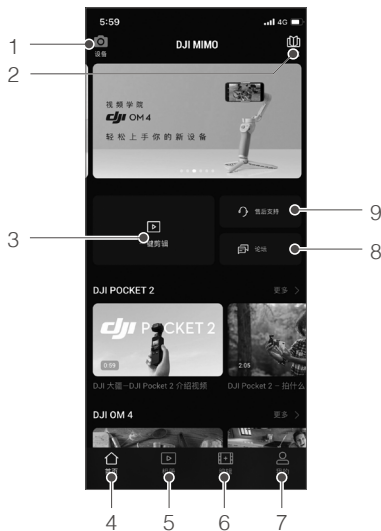 5:59
4G
1
设备
DJI MIMO
2
视频学院
dji OM 4
轻松上手你的新设备
3
键剪辑
售后支持
9
论坛
8
DJI POCKET 2
更多 >
dji POCKET 2
0:59
2:05
DJI 大疆-DJI Pocket 2 介绍视频
DJI Pocket 2 – 拍什么
DJI OM 4
更多 >
4
5
6
7